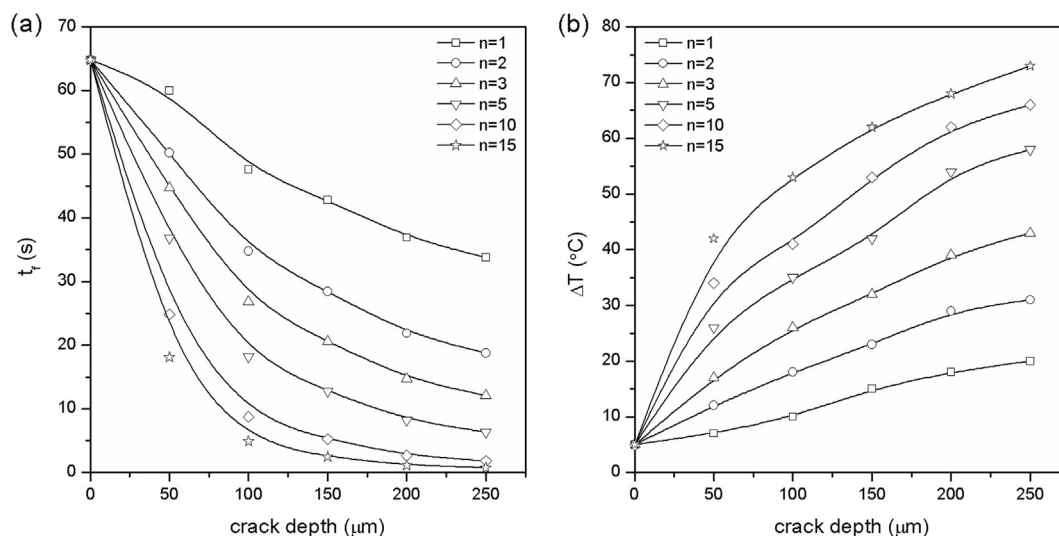 (a)
70
60
50
40
30
20
10
0
t_f (s)
0 50 100 150 200 250
crack depth (μm)
n=1
n=2
n=3
n=5
n=10
n=15
(b)
80
70
60
50
40
30
20
10
0
ΔT (°C)
0 50 100 150 200 250
crack depth (μm)
n=1
n=2
n=3
n=5
n=10
n=15